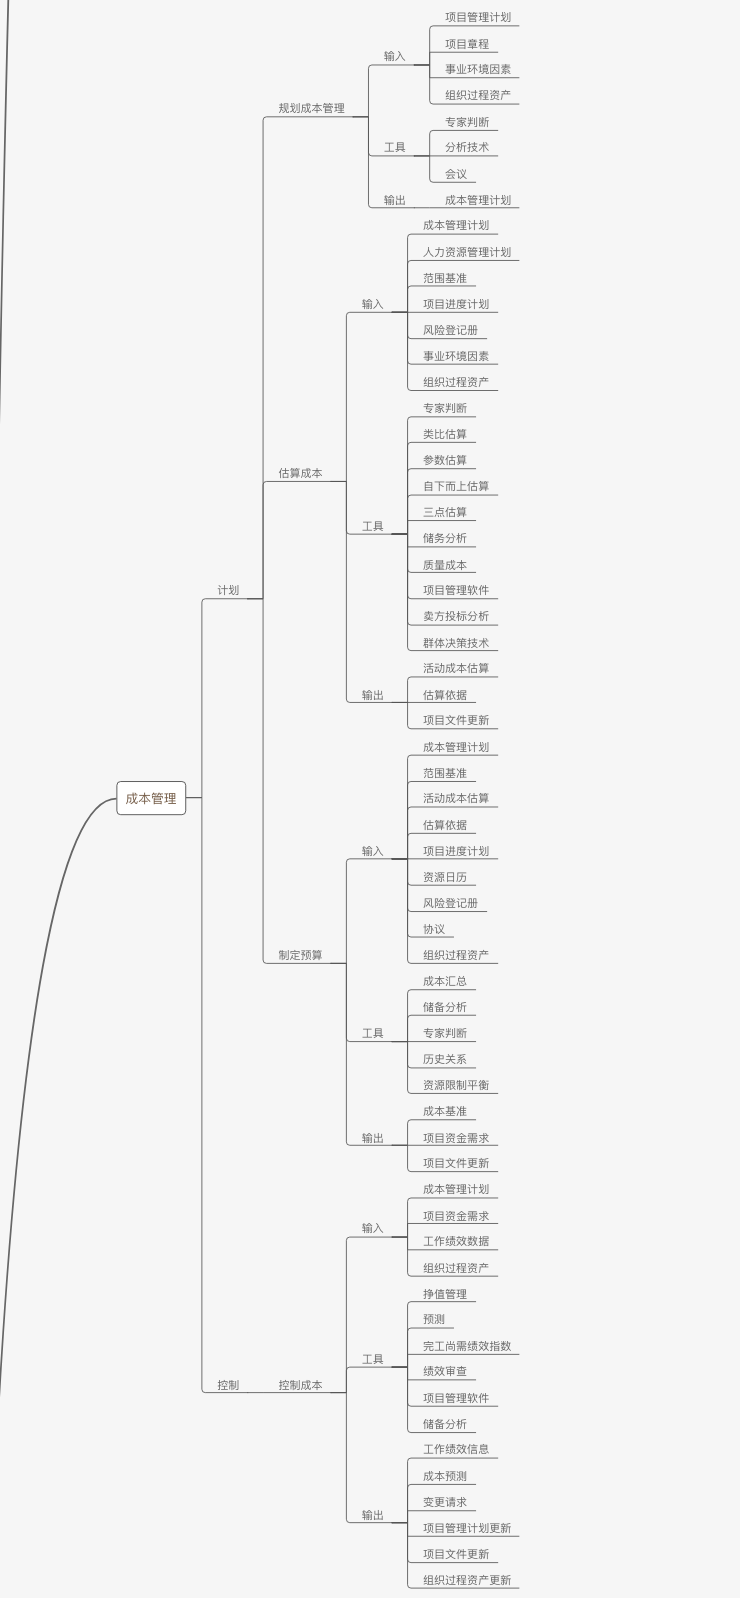 项目管理计划
项目章程
输入
事业环境因素
组织过程资产
规划成本管理
专家判断
工具
分析技术
会议
输出
成本管理计划
成本管理计划
人力资源管理计划
范围基准
输入
项目进度计划
风险登记册
事业环境因素
组织过程资产
专家判断
类比估算
参数估算
估算成本
自下而上估算
三点估算
工具
储务分析
质量成本
计划
项目管理软件
卖方投标分析
群体决策技术
活动成本估算
输出
估算依据
项目文件更新
成本管理计划
范围基准
成本管理
活动成本估算
估算依据
输入
项目进度计划
资源日历
风险登记册
协议
制定预算
组织过程资产
成本汇总
储备分析
工具
专家判断
历史关系
资源限制平衡
成本基准
输出
项目资金需求
项目文件更新
成本管理计划
项目资金需求
输入
工作绩效数据
组织过程资产
挣值管理
预测
完工尚需绩效指数
工具
绩效审查
控制
控制成本
项目管理软件
储备分析
工作绩效信息
成本预测
变更请求
输出
项目管理计划更新
项目文件更新
组织过程资产更新